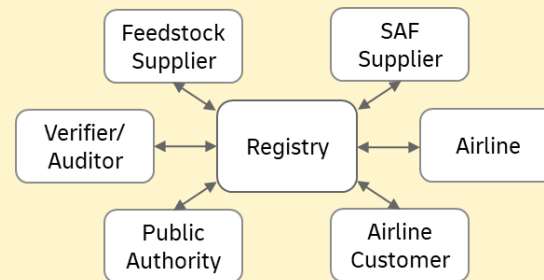 Feedstock
Supplier
SAF
Supplier
Verifier/
Auditor
Registry
Airline
Public
Authority
Airline
Customer